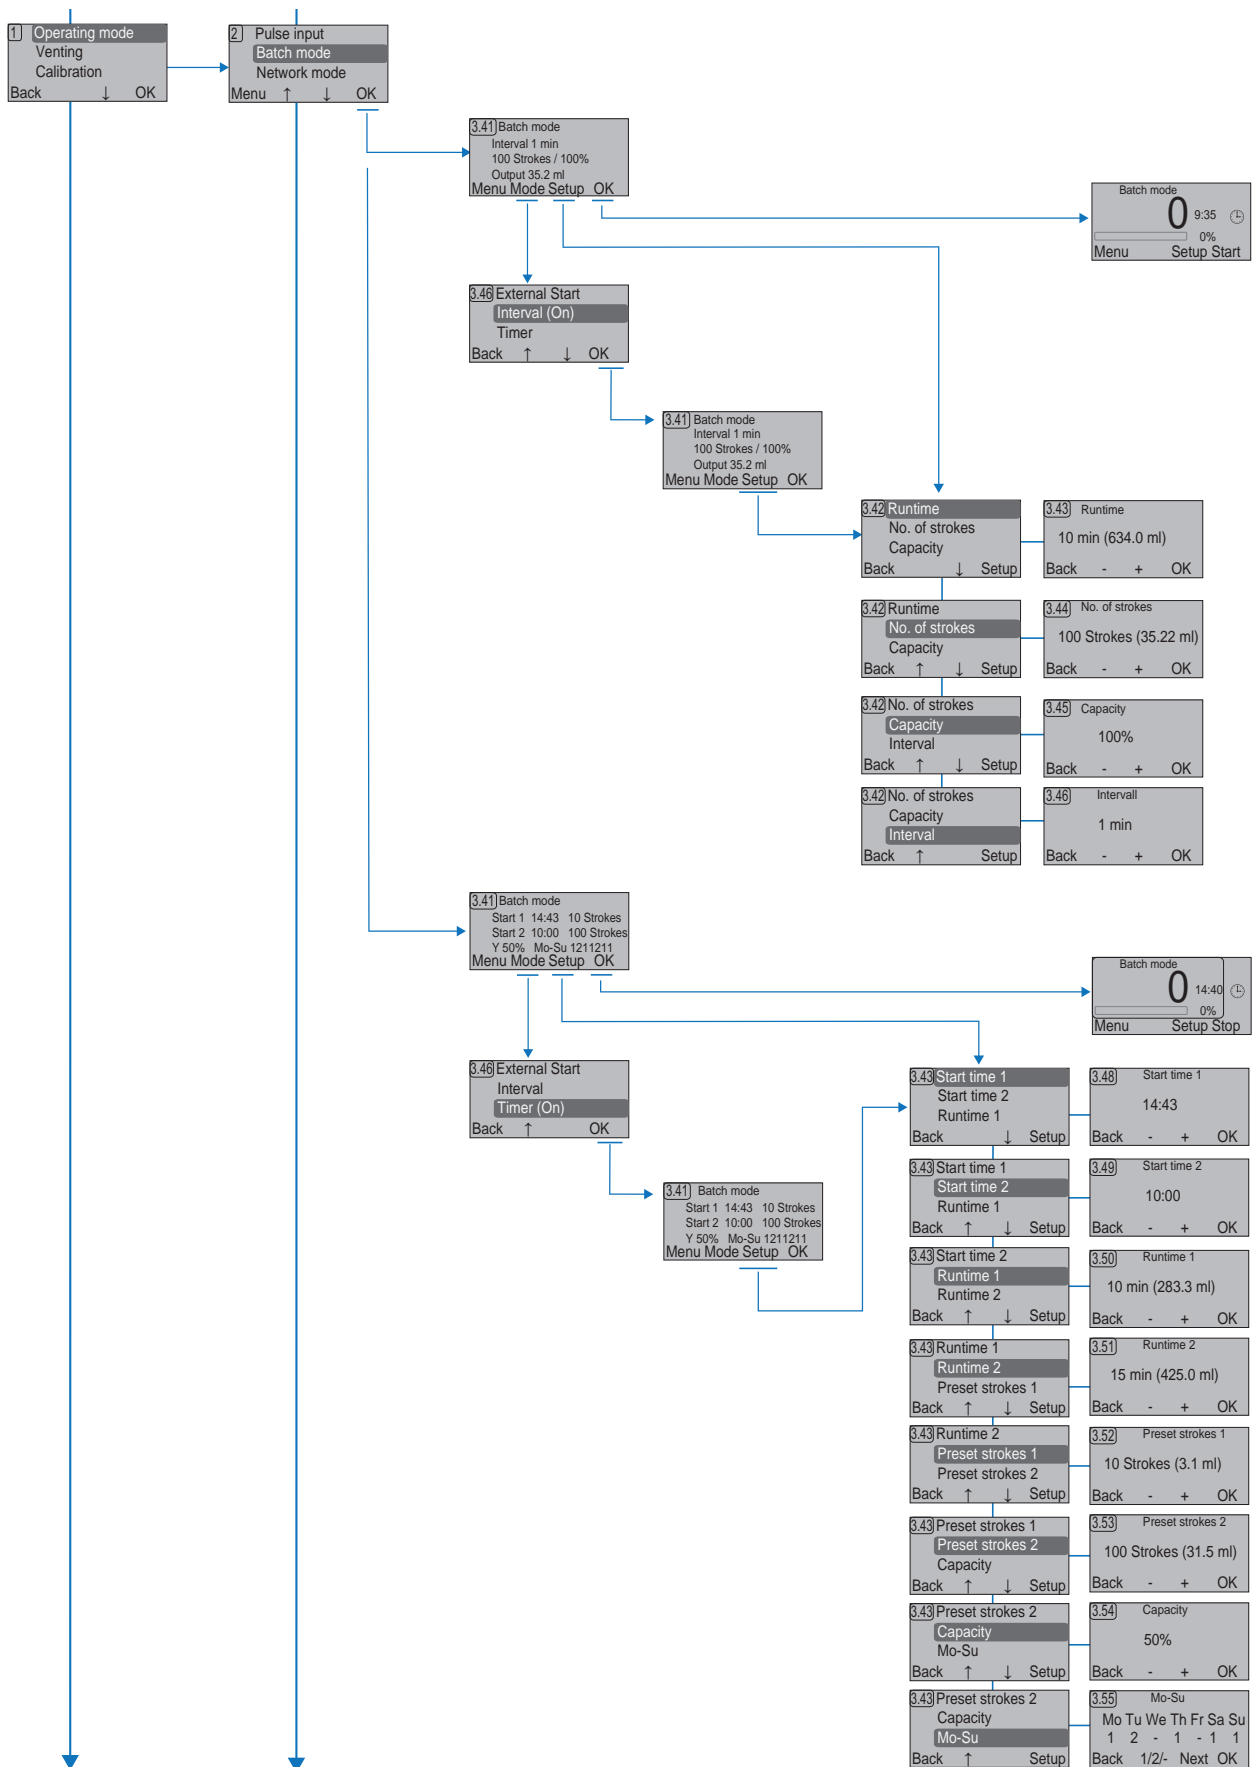 1 Operating mode
Venting
Calibration
Back ↓ OK
2 Pulse input
Batch mode
Network mode
Menu ↑ ↓ OK
3.41 Batch mode
Interval 1 min
100 Strokes / 100%
Output 35.2 ml
Menu Mode Setup OK
Batch mode
0 9:35
0%
Menu Setup Start
3.46 External Start
Interval (On)
Timer
Back ↑ ↓ OK
3.41 Batch mode
Interval 1 min
100 Strokes / 100%
Output 35.2 ml
Menu Mode Setup OK
3.42 Runtime
No. of strokes
Capacity
Back ↓ Setup
3.43 Runtime
10 min (634.0 ml)
Back - + OK
3.42 Runtime
No. of strokes
Capacity
Back ↑ ↓ Setup
3.44 No. of strokes
100 Strokes (35.22 ml)
Back - + OK
3.42 No. of strokes
Capacity
Interval
Back ↑ ↓ Setup
3.45 Capacity
100%
Back - + OK
3.42 No. of strokes
Capacity
Interval
Back ↑ Setup
3.46 Intervall
1 min
Back - + OK
3.41 Batch mode
Start 1 14:43 10 Strokes
Start 2 10:00 100 Strokes
Y 50% Mo-Su 1211211
Menu Mode Setup OK
Batch mode
0 14:40
0%
Menu Setup Stop
3.46 External Start
Interval
Timer (On)
Back ↑ OK
3.41 Batch mode
Start 1 14:43 10 Strokes
Start 2 10:00 100 Strokes
Y 50% Mo-Su 1211211
Menu Mode Setup OK
3.43 Start time 1
Start time 2
Runtime 1
Back ↓ Setup
3.48 Start time 1
14:43
Back - + OK
3.43 Start time 1
Start time 2
Runtime 1
Back ↑ ↓ Setup
3.49 Start time 2
10:00
Back - + OK
3.43 Start time 2
Runtime 1
Runtime 2
Back ↑ ↓ Setup
3.50 Runtime 1
10 min (283.3 ml)
Back - + OK
3.43 Runtime 1
Runtime 2
Preset strokes 1
Back ↑ ↓ Setup
3.51 Runtime 2
15 min (425.0 ml)
Back - + OK
3.43 Runtime 2
Preset strokes 1
Preset strokes 2
Back ↑ ↓ Setup
3.52 Preset strokes 1
10 Strokes (3.1 ml)
Back - + OK
3.43 Preset strokes 1
Preset strokes 2
Capacity
Back ↑ ↓ Setup
3.53 Preset strokes 2
100 Strokes (31.5 ml)
Back - + OK
3.43 Preset strokes 2
Capacity
Mo-Su
Back ↑ ↓ Setup
3.54 Capacity
50%
Back - + OK
3.43 Preset strokes 2
Capacity
Mo-Su
Back ↑ Setup
3.55 Mo-Su
Mo Tu We Th Fr Sa Su
1 2 - 1 - 1 1
Back 1/2/- Next OK